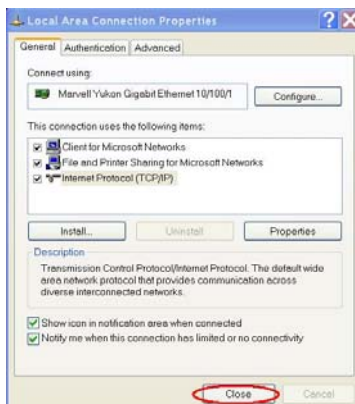 Local Area Connection Properties
General Authentication Advanced
Connect using:
Marvell Yukon Gigabit Ethernet 10/100/1 Configure...
This connection uses the following items:
Client for Microsoft Networks
File and Printer Sharing for Microsoft Networks
Internet Protocol (TCP/IP)
Install... Uninstall Properties
Description
Transmission Control Protocol/Internet Protocol. The default wide
area network protocol that provides communication across
diverse interconnected networks.
Show icon in notification area when connected
Notify me when this connection has limited or no connectivity
Close Cancel